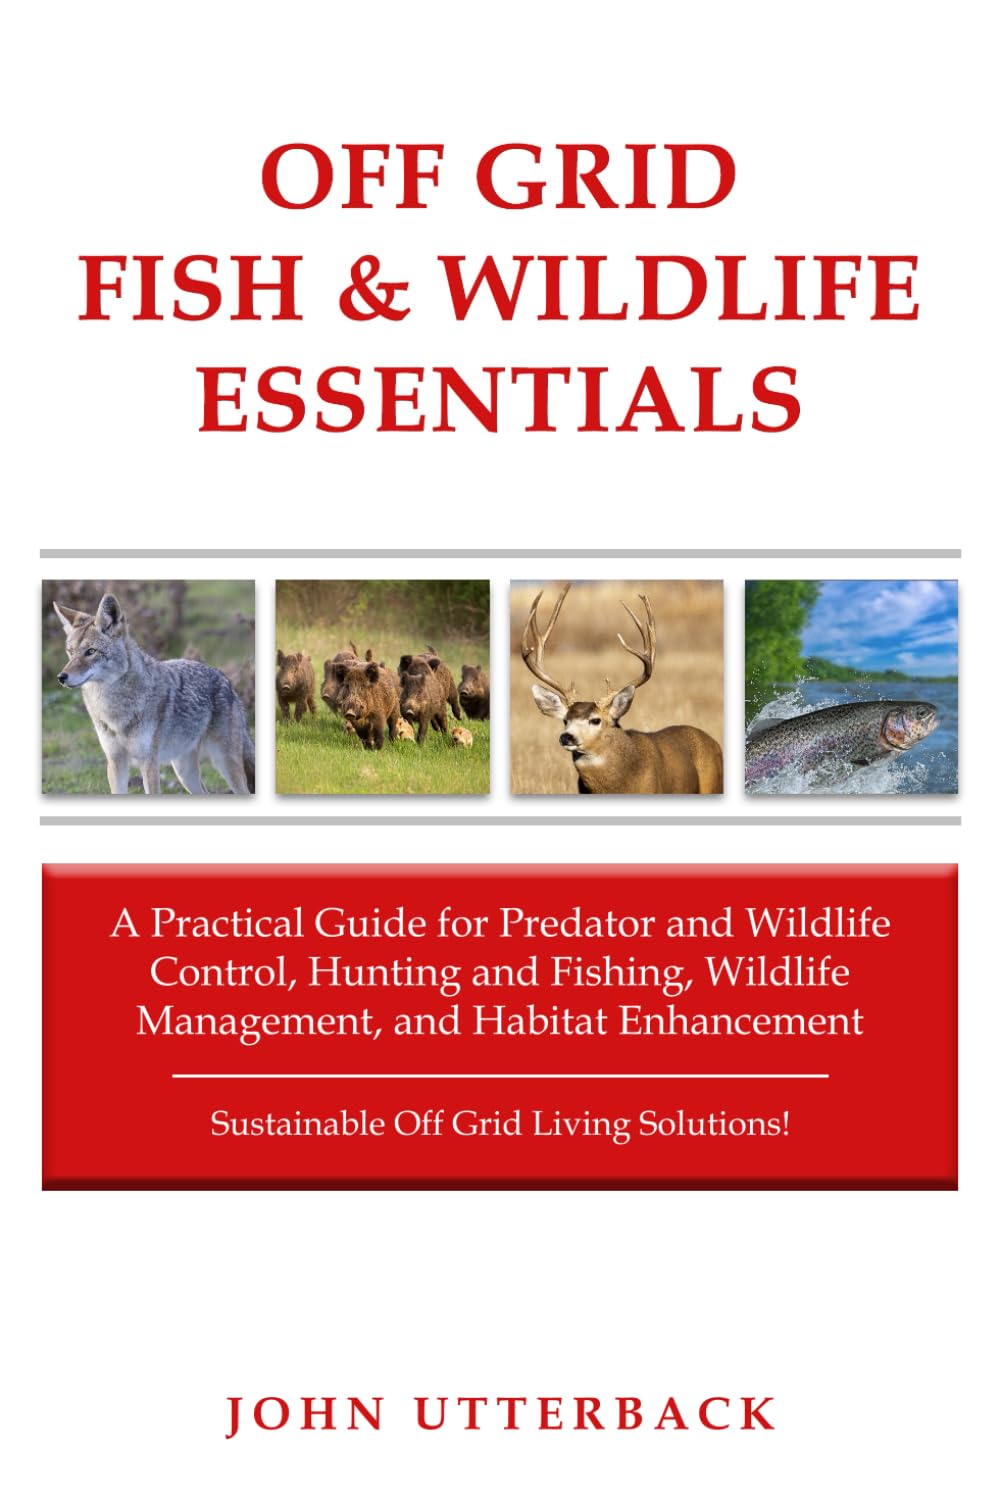 OFF GRID
FISH & WILDLIFE
ESSENTIALS
A Practical Guide for Predator and Wildlife
Control, Hunting and Fishing, Wildlife
Management, and Habitat Enhancement
Sustainable Off Grid Living Solutions!
JOHN UTTERBACK